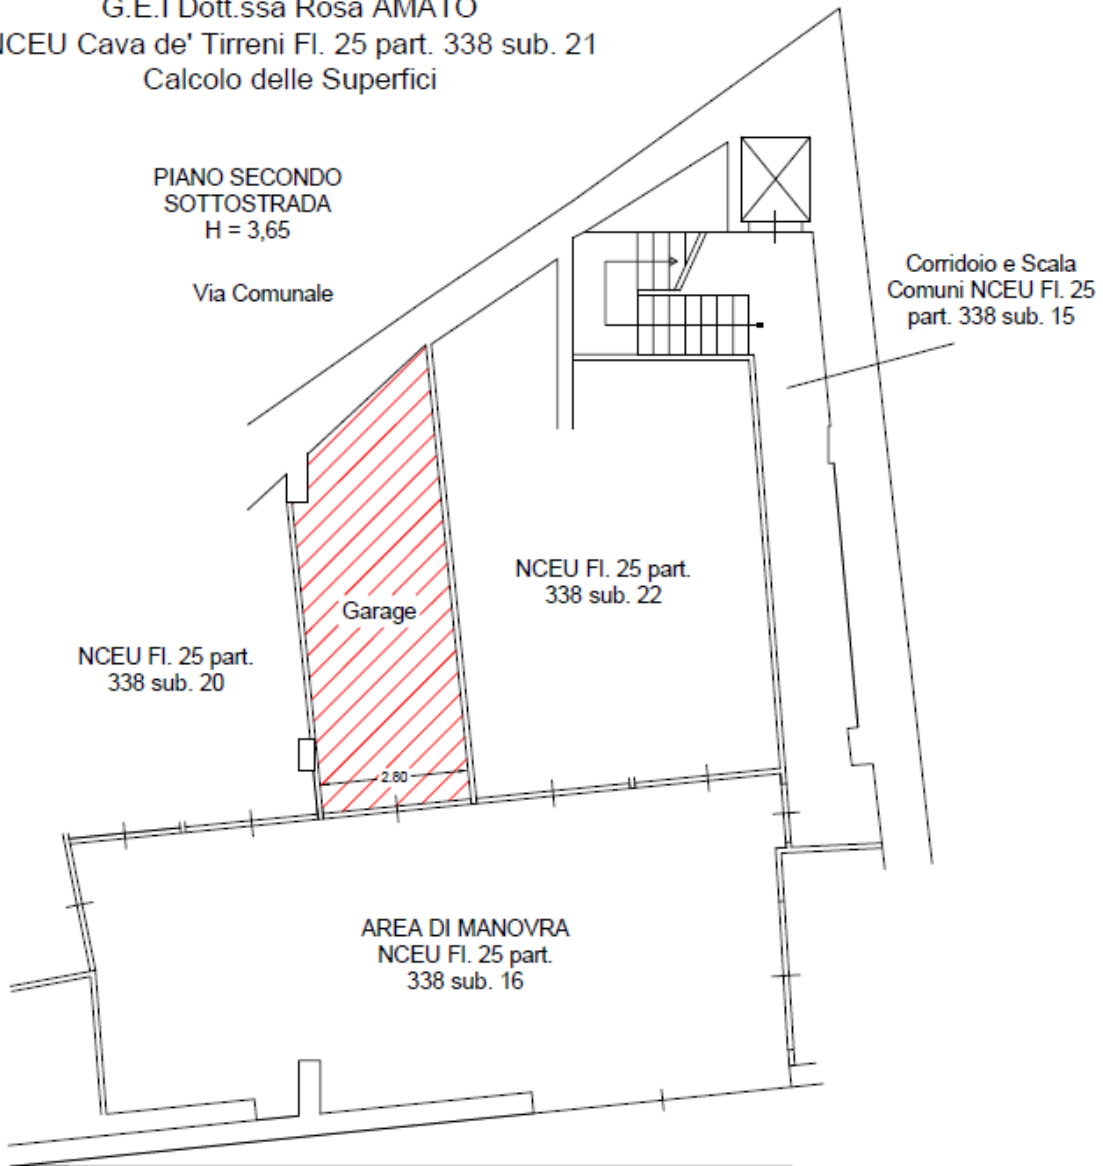 G.E.I Dott.ssa Rosa AMATO
NCEU Cava de' Tirreni Fl. 25 part. 338 sub. 21
Calcolo delle Superfici
PIANO SECONDO
SOTTOSTRADA
H = 3,65
Via Comunale
Corridoio e Scala
Comuni NCEU Fl. 25
part. 338 sub. 15
NCEU Fl. 25 part.
338 sub. 22
Garage
NCEU Fl. 25 part.
338 sub. 20
2.80
AREA DI MANOVRA
NCEU Fl. 25 part.
338 sub. 16